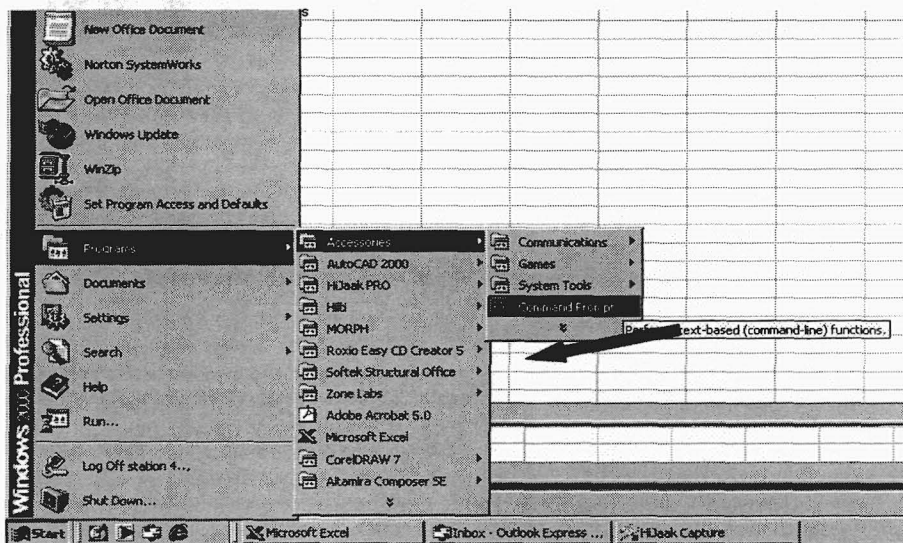 s
New Office Document
Norton SystemWorks
Open Office Document
Windows Update
WinZip
Set Program Access and Defaults
Programs
Documents
Settings
Search
Help
Run...
Log Off station 4...
Shut Down...
Windows 2000 Professional
Accessories
AutoCAD 2000
HiJaak PRO
Hilti
MORPH
Roxio Easy CD Creator 5
Softek Structural Office
Zone Labs
Adobe Acrobat 5.0
Microsoft Excel
CorelDRAW 7
Altamira Composer SE
Communications
Games
System Tools
Command Prompt
text-based (command-line) functions.
Start
Microsoft Excel
Inbox - Outlook Express ...
HiJaak Capture